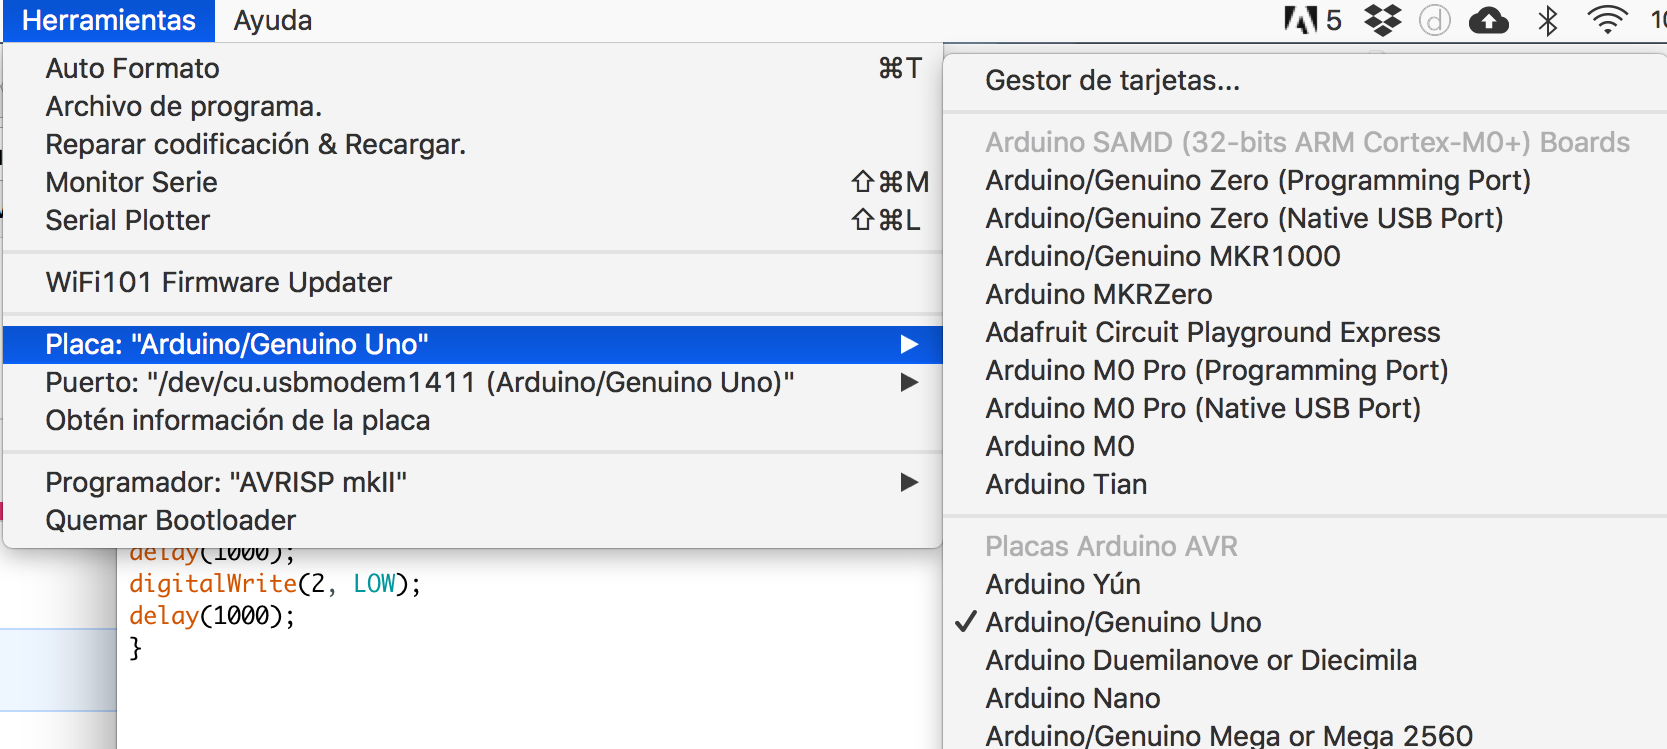 Herramientas Ayuda 5
Auto Formato ⌘T
Archivo de programa.
Reparar codificación & Recargar.
Monitor Serie ⇧⌘M
Serial Plotter ⇧⌘L
WiFi101 Firmware Updater
Placa: "Arduino/Genuino Uno"
Puerto: "/dev/cu.usbmodem1411 (Arduino/Genuino Uno)"
Obtén información de la placa
Programador: "AVRISP mkII"
Quemar Bootloader
delay(1000);
digitalWrite(2, LOW);
delay(1000);
}
Gestor de tarjetas...
Arduino SAMD (32-bits ARM Cortex-M0+) Boards
Arduino/Genuino Zero (Programming Port)
Arduino/Genuino Zero (Native USB Port)
Arduino/Genuino MKR1000
Arduino MKRZero
Adafruit Circuit Playground Express
Arduino M0 Pro (Programming Port)
Arduino M0 Pro (Native USB Port)
Arduino M0
Arduino Tian
Placas Arduino AVR
Arduino Yún
✓ Arduino/Genuino Uno
Arduino Duemilanove or Diecimila
Arduino Nano
Arduino/Genuino Mega or Mega 2560